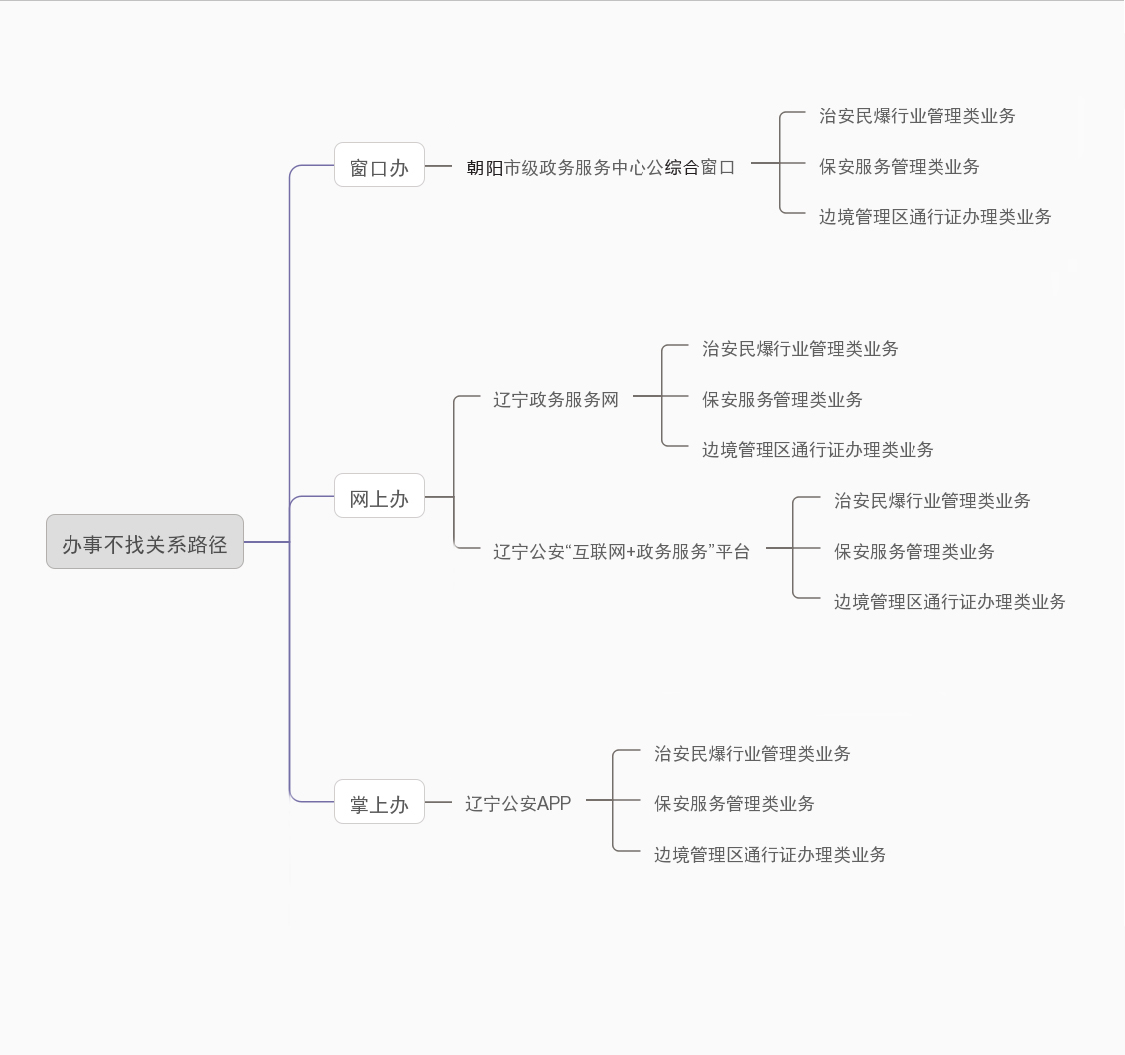 办事不找关系路径
窗口办
朝阳市级政务服务中心公综合窗口
治安民爆行业管理类业务
保安服务管理类业务
边境管理区通行证办理类业务
网上办
辽宁政务服务网
治安民爆行业管理类业务
保安服务管理类业务
边境管理区通行证办理类业务
辽宁公安“互联网+政务服务”平台
治安民爆行业管理类业务
保安服务管理类业务
边境管理区通行证办理类业务
掌上办
辽宁公安APP
治安民爆行业管理类业务
保安服务管理类业务
边境管理区通行证办理类业务